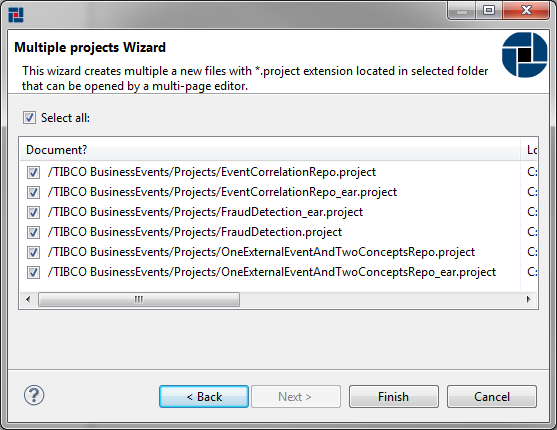 Multiple projects Wizard
This wizard creates multiple a new files with *.project extension located in selected folder
that can be opened by a multi-page editor.
Select all:
Document? Lo
/TIBCO BusinessEvents/Projects/EventCorrelationRepo.project C:
/TIBCO BusinessEvents/Projects/EventCorrelationRepo_ear.project C:
/TIBCO BusinessEvents/Projects/FraudDetection_ear.project C:
/TIBCO BusinessEvents/Projects/FraudDetection.project C:
/TIBCO BusinessEvents/Projects/OneExternalEventAndTwoConceptsRepo.project C:
/TIBCO BusinessEvents/Projects/OneExternalEventAndTwoConceptsRepo_ear.project C:
? < Back Next > Finish Cancel